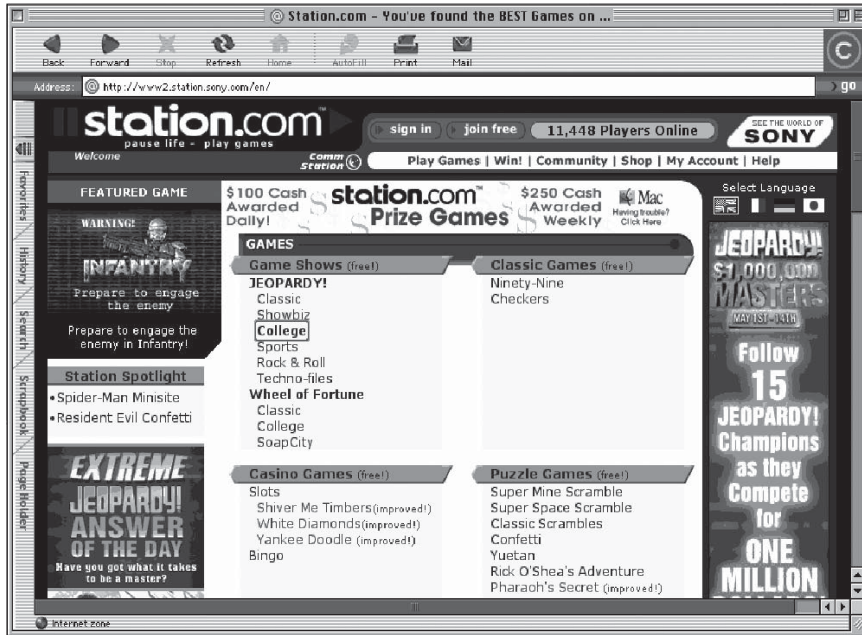 Station.com - You've found the BEST Games on ...
Back Forward Stop Refresh Home AutoFill Print Mail
Address: http://www2.station.sony.com/en/ go
station.com™
pause life - play games
sign in join free 11,448 Players Online
SEE THE WORLD OF
SONY
Welcome
Comm
Station
Play Games | Win! | Community | Shop | My Account | Help
Favorites
History
Search
Scrapbook
Page Holder
FEATURED GAME
WARNING!
INFANTRY
Prepare to engage
the enemy
Prepare to engage the
enemy in Infantry!
Station Spotlight
•Spider-Man Minisite
•Resident Evil Confetti
EXTREME
JEOPARDY!
ANSWER
OF THE DAY
Have you got what it takes
to be a master?
$100 Cash
Awarded
Daily!
station.com™
Prize Games
$250 Cash
Awarded
Weekly
Mac
Having trouble?
Click Here
GAMES
Game Shows (free!)
JEOPARDY!
Classic
Showbiz
College
Sports
Rock & Roll
Techno-files
Wheel of Fortune
Classic
College
SoapCity
Classic Games (free!)
Ninety-Nine
Checkers
Casino Games (free!)
Slots
Shiver Me Timbers(improved!)
White Diamonds(improved!)
Yankee Doodle (improved!)
Bingo
Puzzle Games (free!)
Super Mine Scramble
Super Space Scramble
Classic Scrambles
Confetti
Yuetan
Rick O'Shea's Adventure
Pharaoh's Secret (improved!)
Select Language
JEOPARDY!
$1,000,000
MASTERS
MAY 1ST-14TH
Follow
15
JEOPARDY!
Champions
as they
Compete
for
ONE
MILLION
Internet zone